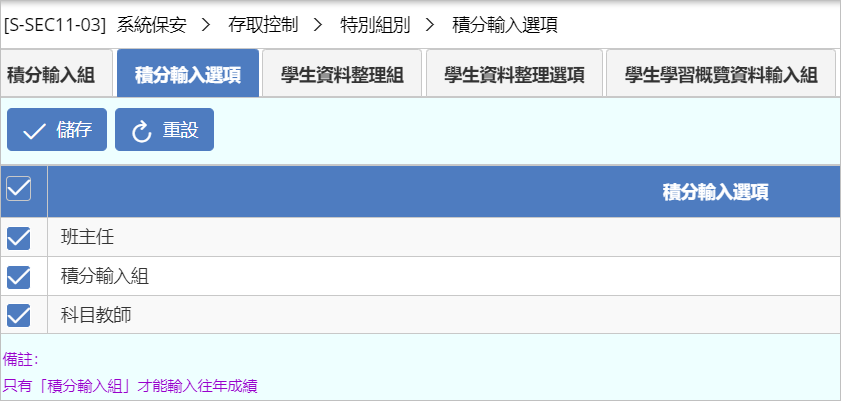 [S-SEC11-03] 系統保安 > 存取控制 > 特別組別 > 積分輸入選項
積分輸入組 積分輸入選項 學生資料整理組 學生資料整理選項 學生學習概覽資料輸入組
儲存 重設
積分輸入選項
班主任
積分輸入組
科目教師
備註:
只有「積分輸入組」才能輸入往年成績